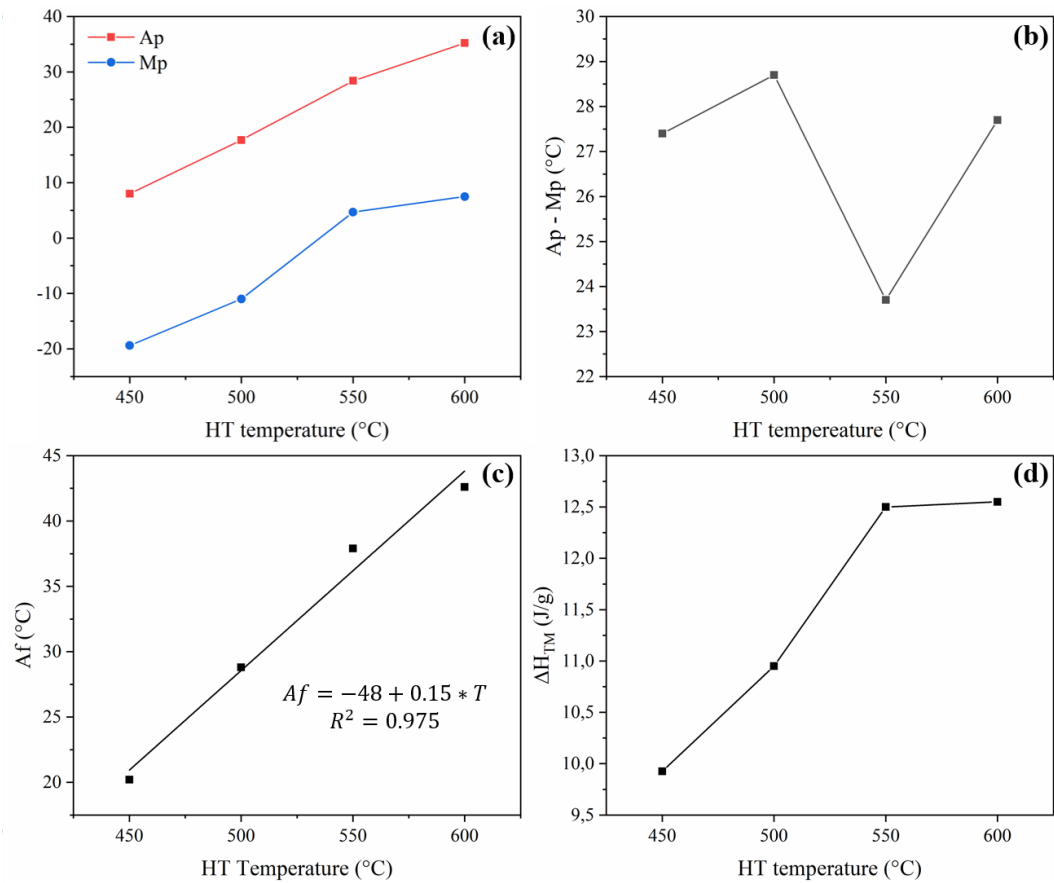 (a)
Ap
Mp
40
30
20
10
0
-10
-20
450 500 550 600
HT temperature (°C)
(b)
Ap - Mp (°C)
30
29
28
27
26
25
24
23
22
450 500 550 600
HT tempereature (°C)
(c)
Af (°C)
45
40
35
30
25
20
Af = −48 + 0.15 ∗ T
R² = 0.975
450 500 550 600
HT Temperature (°C)
(d)
ΔH_TM (J/g)
13,0
12,5
12,0
11,5
11,0
10,5
10,0
9,5
450 500 550 600
HT temperature (°C)